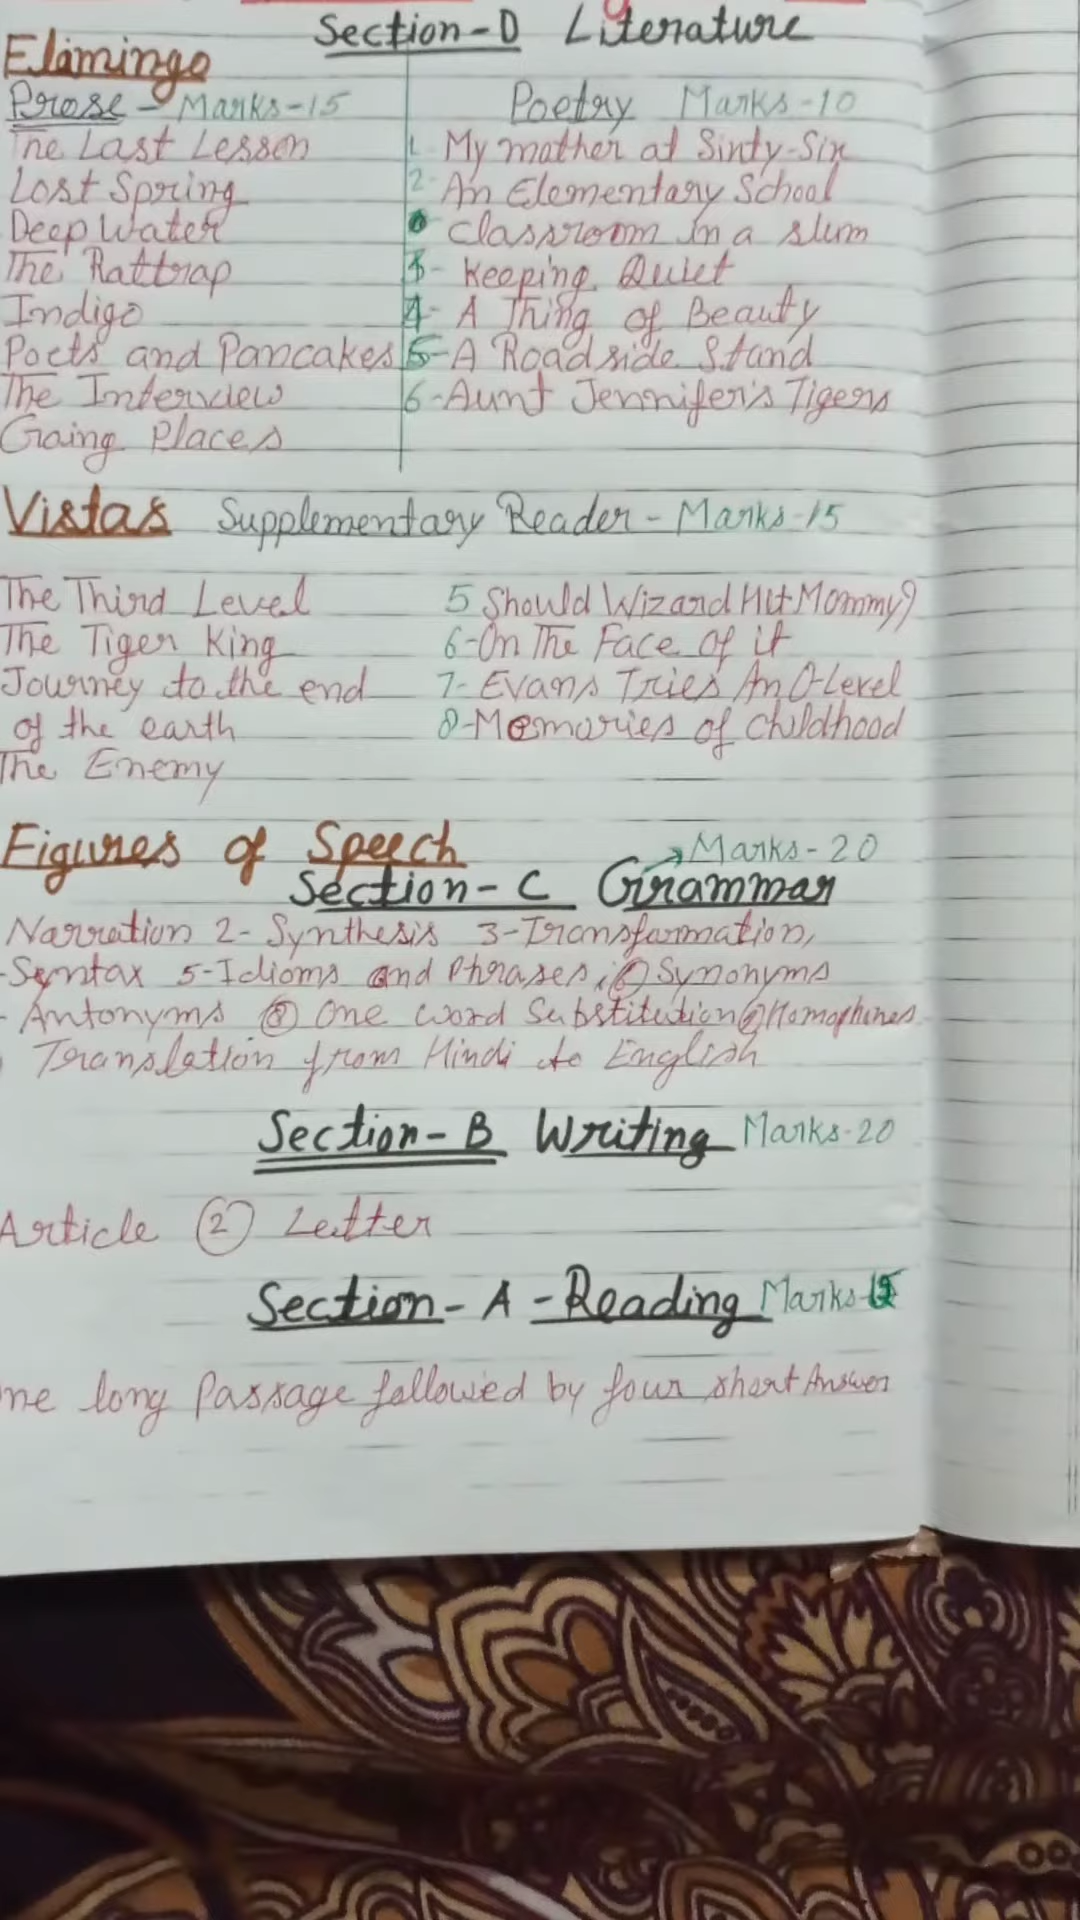 Section-D Literature
Flamingo
Prose - Marks-15
The Last Lesson
Lost Spring
Deep Water
The Rattrap
Indigo
Poets and Pancakes
The Interview
Going Places
Poetry Marks-10
1 My mother at Sixty-Six
2- An Elementary School
Classroom in a slum
3- Keeping Quiet
4- A Thing of Beauty
5- A Roadside Stand
6- Aunt Jennifer's Tigers
Vistas Supplementary Reader - Marks-15
The Third Level
The Tiger King
Journey to the end
of the earth
The Enemy
5 Should Wizard Hit Mommy?
6- On The Face of it
7- Evans Tries An O-Level
8- Memories of Childhood
Figures of Speech
→ Marks-20
Section-C Grammar
Narration 2- Synthesis 3- Transformation,
- Syntax 5- Idioms and Phrases, ⑥ Synonyms
- Antonyms ⑧ One word Substitution ⑨ Homophones
Translation from Hindi to English
Section-B Writing Marks-20
Article ② Letter
Section-A-Reading Marks-
long Passage followed by four short Answer